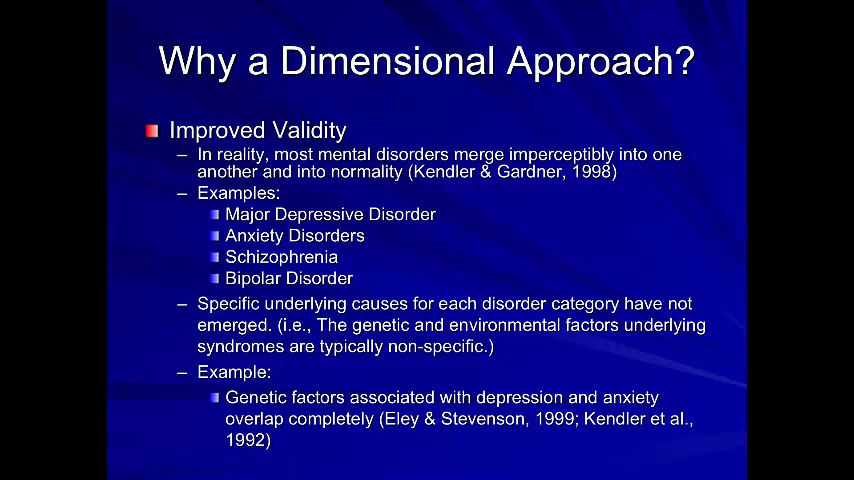 Why a Dimensional Approach?
Improved Validity
– In reality, most mental disorders merge imperceptibly into one
another and into normality (Kendler & Gardner, 1998)
– Examples:
Major Depressive Disorder
Anxiety Disorders
Schizophrenia
Bipolar Disorder
– Specific underlying causes for each disorder category have not
emerged. (i.e., The genetic and environmental factors underlying
syndromes are typically non-specific.)
– Example:
Genetic factors associated with depression and anxiety
overlap completely (Eley & Stevenson, 1999; Kendler et al.,
1992)